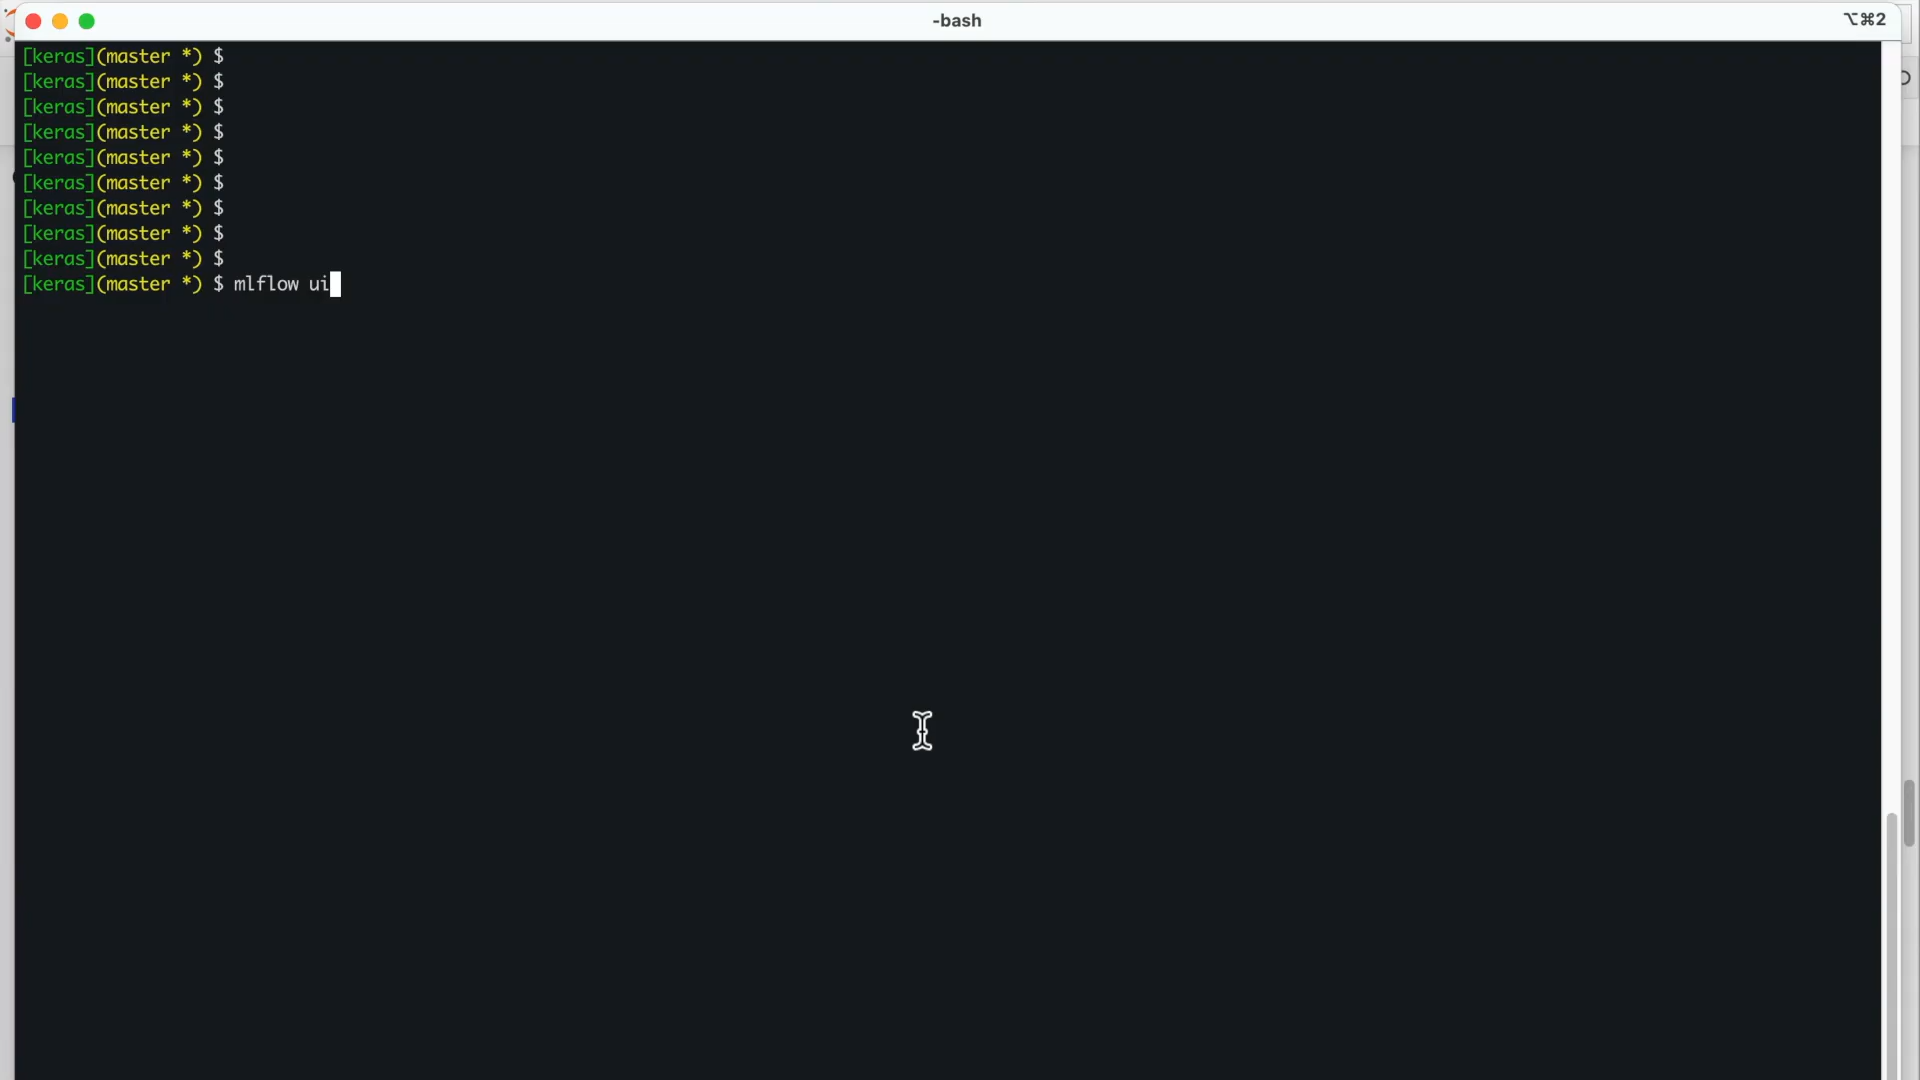 -bash
⌥⌘2
[keras](master *) $
[keras](master *) $
[keras](master *) $
[keras](master *) $
[keras](master *) $
[keras](master *) $
[keras](master *) $
[keras](master *) $
[keras](master *) $
[keras](master *) $ mlflow ui